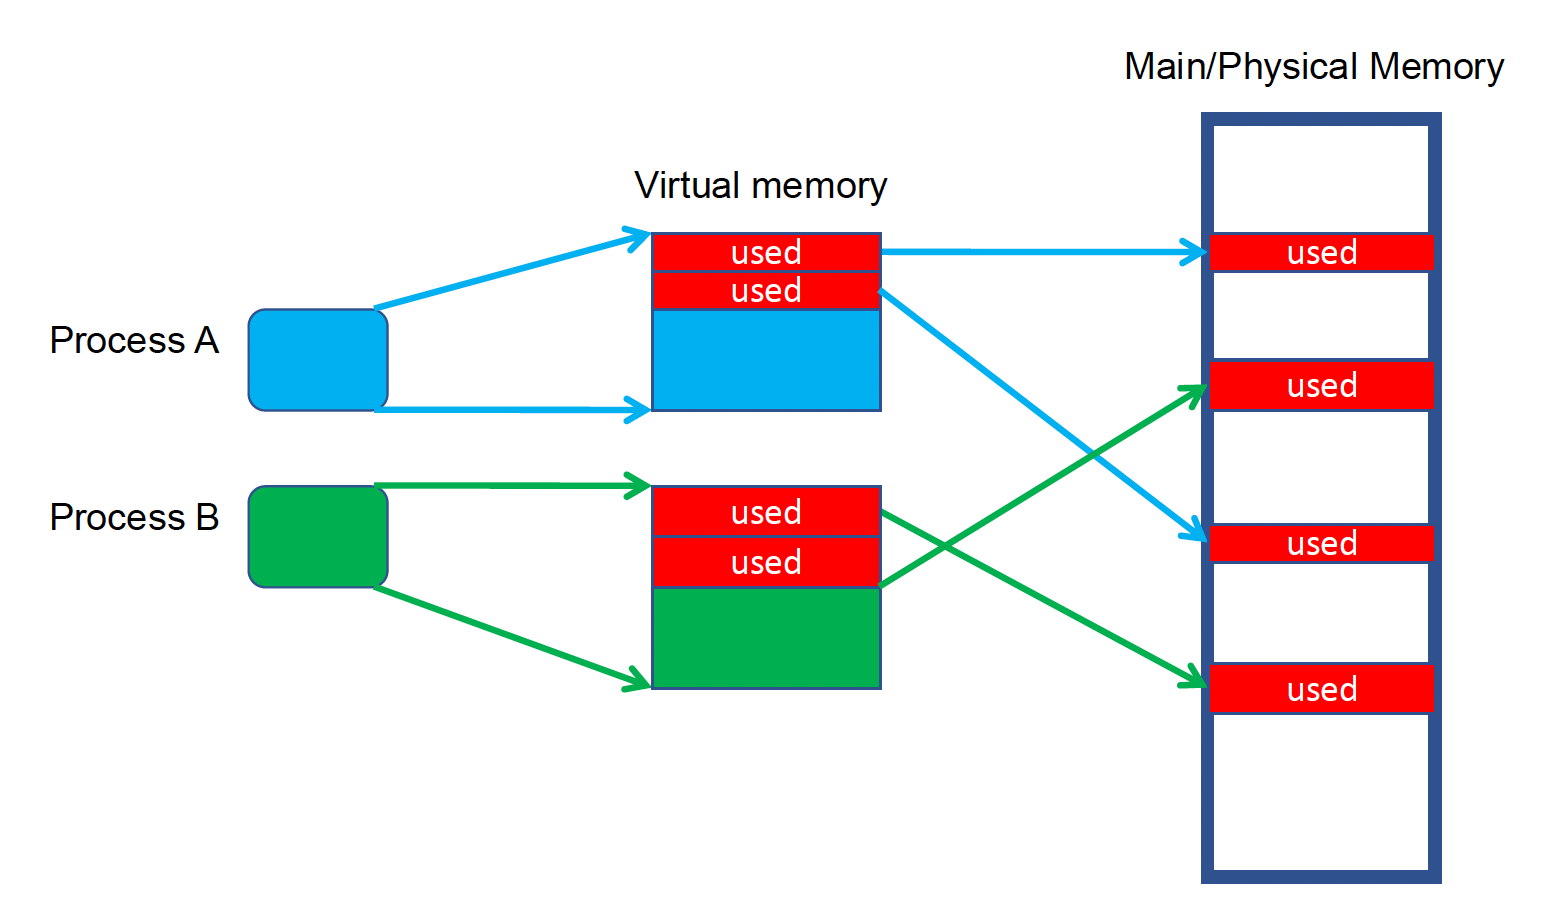 Main/Physical Memory
Virtual memory
used
used
used
used
Process A
used
Process B
used
used
used